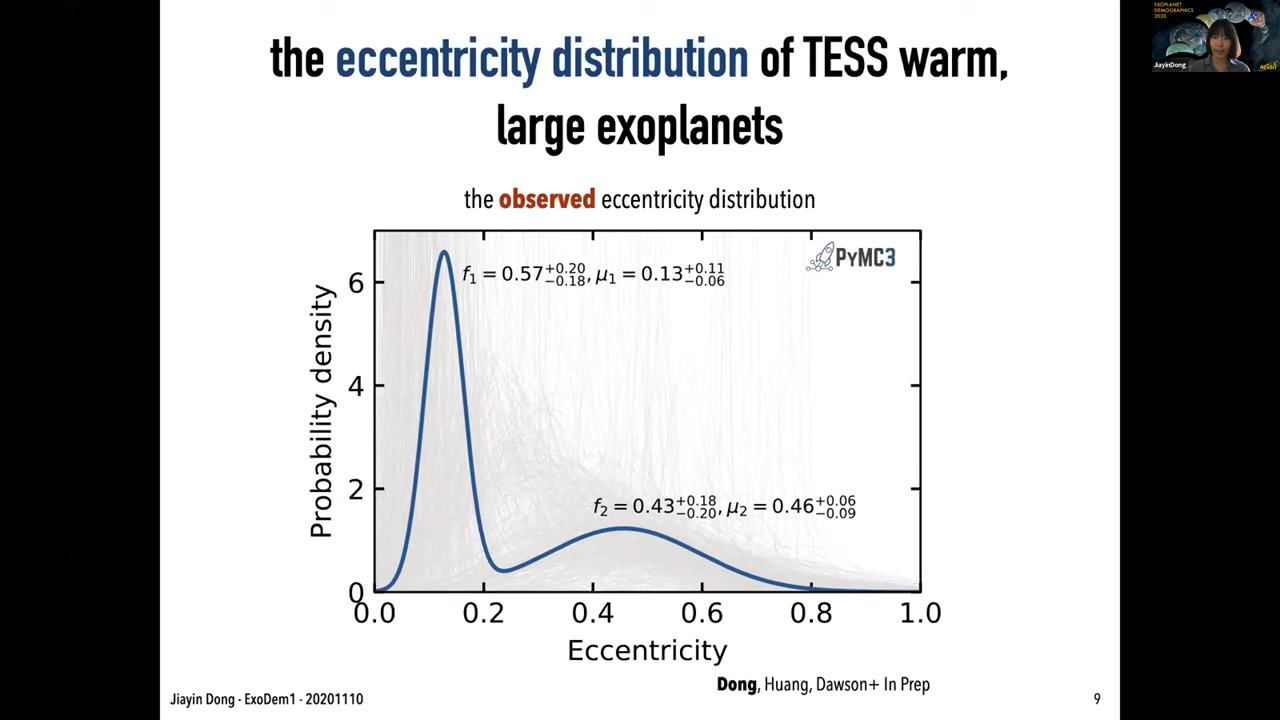 EXOPLANET
DEMOGRAPHICS
2020
JiayinDong
the eccentricity distribution of TESS warm,
large exoplanets
the observed eccentricity distribution
PyMC3
f₁ = 0.57+0.20−0.18, μ₁ = 0.13+0.11−0.06
f₂ = 0.43+0.18−0.20, μ₂ = 0.46+0.06−0.09
Probability density
6
4
2
0
0.0 0.2 0.4 0.6 0.8 1.0
Eccentricity
Dong, Huang, Dawson+ In Prep
Jiayin Dong - ExoDem1 - 20201110
9